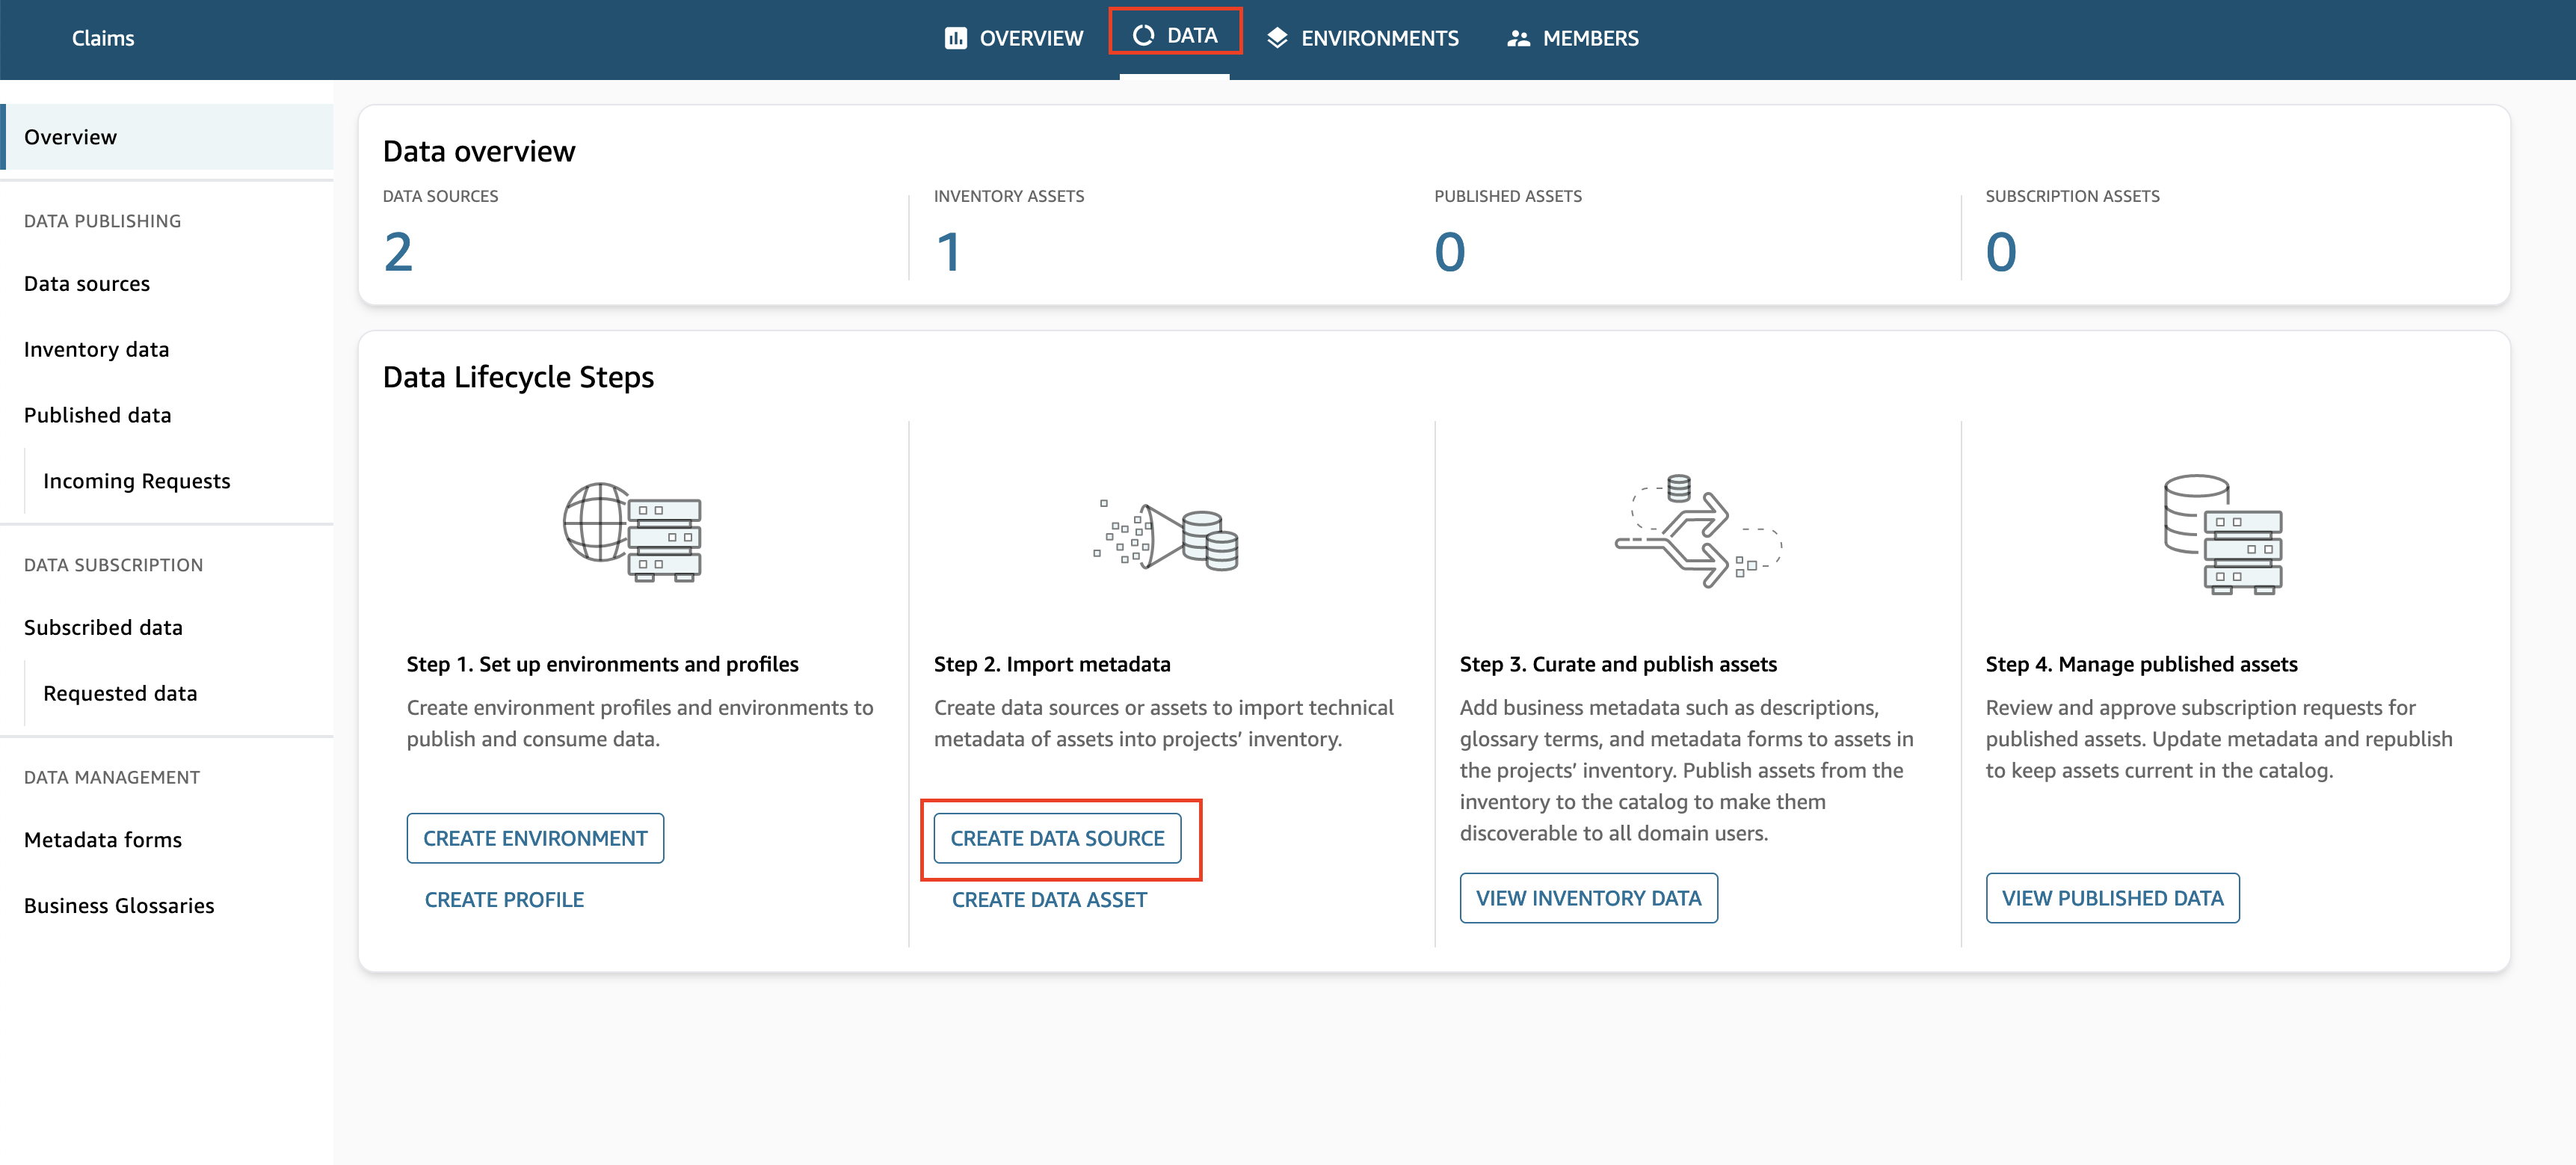 Claims
OVERVIEW
DATA
ENVIRONMENTS
MEMBERS
Overview
DATA PUBLISHING
Data sources
Inventory data
Published data
Incoming Requests
DATA SUBSCRIPTION
Subscribed data
Requested data
DATA MANAGEMENT
Metadata forms
Business Glossaries
Data overview
DATA SOURCES
2
INVENTORY ASSETS
1
PUBLISHED ASSETS
0
SUBSCRIPTION ASSETS
0
Data Lifecycle Steps
Step 1. Set up environments and profiles
Create environment profiles and environments to
publish and consume data.
CREATE ENVIRONMENT
CREATE PROFILE
Step 2. Import metadata
Create data sources or assets to import technical
metadata of assets into projects’ inventory.
CREATE DATA SOURCE
CREATE DATA ASSET
Step 3. Curate and publish assets
Add business metadata such as descriptions,
glossary terms, and metadata forms to assets in
the projects’ inventory. Publish assets from the
inventory to the catalog to make them
discoverable to all domain users.
VIEW INVENTORY DATA
Step 4. Manage published assets
Review and approve subscription requests for
published assets. Update metadata and republish
to keep assets current in the catalog.
VIEW PUBLISHED DATA